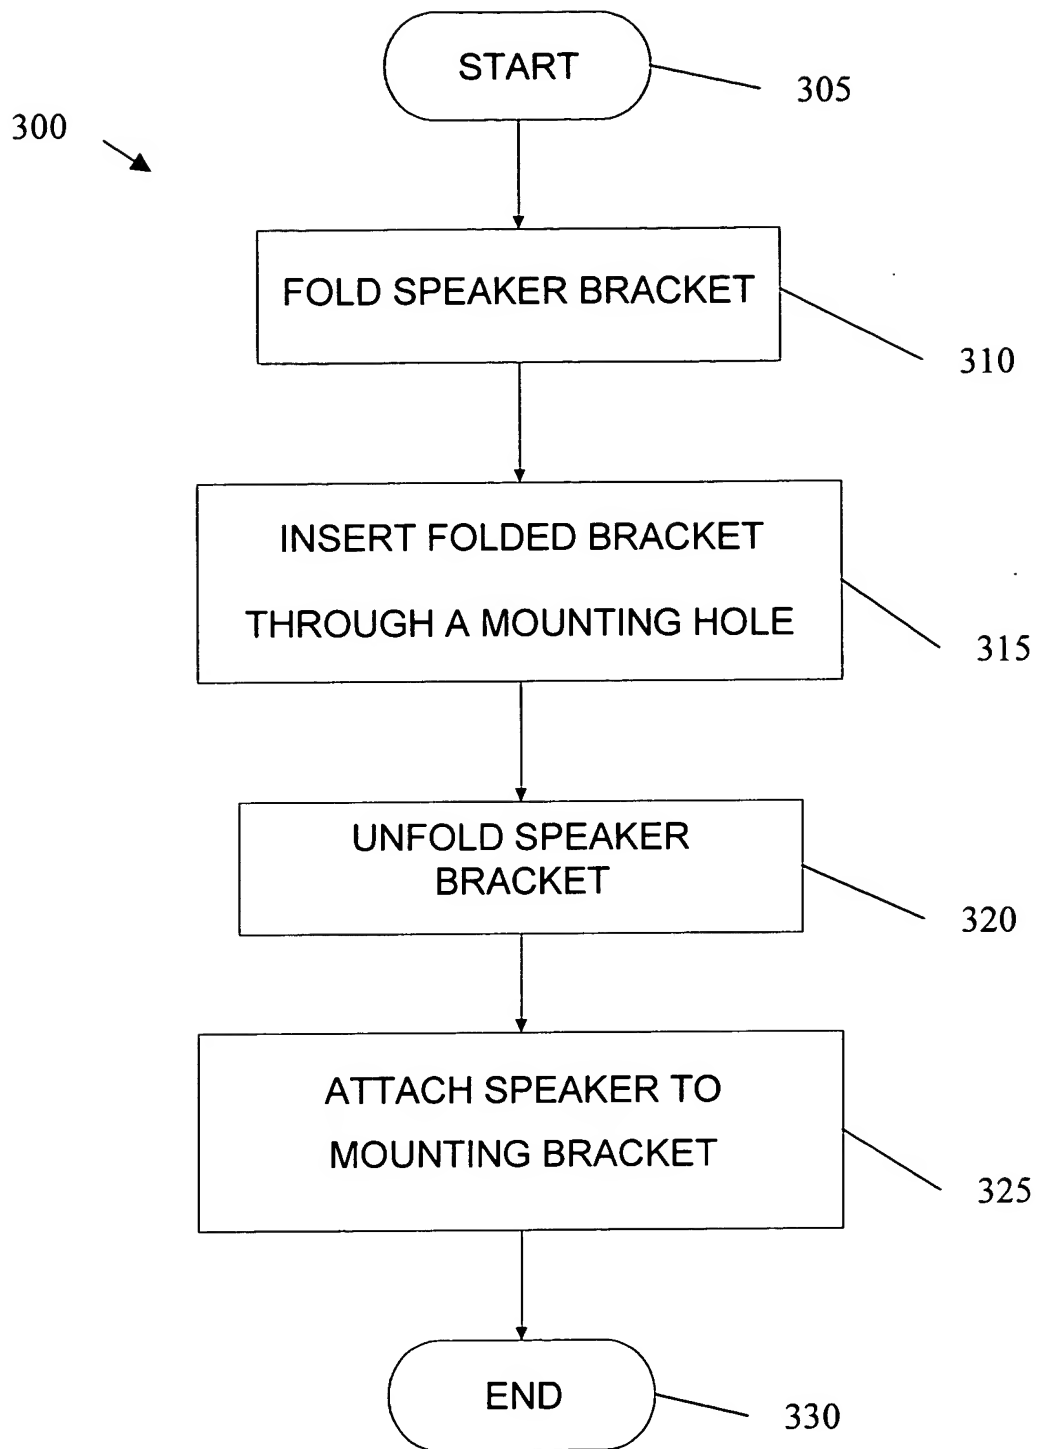 START
305
300
FOLD SPEAKER BRACKET
310
INSERT FOLDED BRACKET
THROUGH A MOUNTING HOLE
315
UNFOLD SPEAKER
BRACKET
320
ATTACH SPEAKER TO
MOUNTING BRACKET
325
END
330